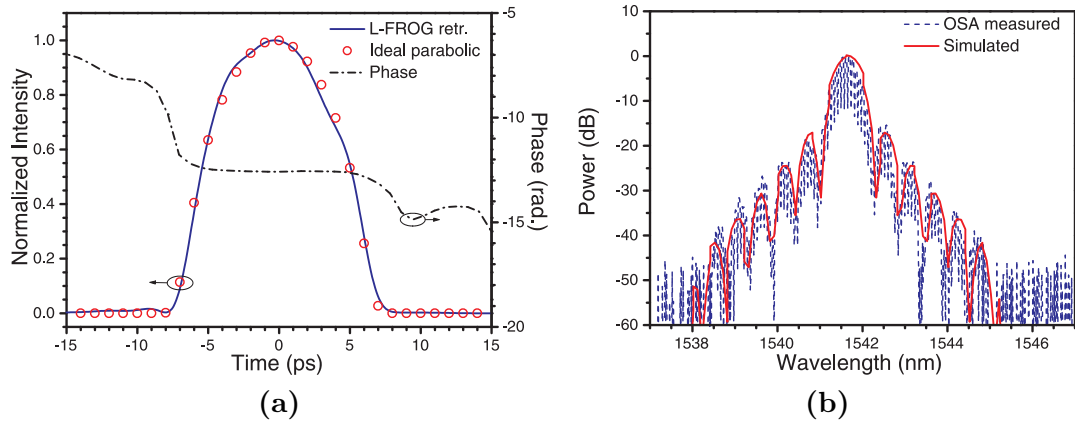 L-FROG retr.
Ideal parabolic
Phase
1.0
0.8
0.6
0.4
0.2
0.0
Normalized Intensity
-5
-10
-15
-20
Phase (rad.)
-15 -10 -5 0 5 10 15
Time (ps)
(a)
OSA measured
Simulated
10
0
-10
-20
-30
-40
-50
-60
Power (dB)
1538 1540 1542 1544 1546
Wavelength (nm)
(b)